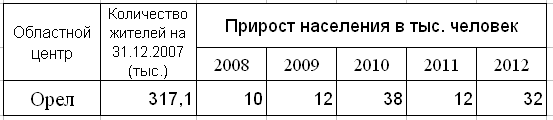 Областной
центр
Количество
жителей на
31.12.2007
(тыс.)
Прирост населения в тыс. человек
2008 2009 2010 2011 2012
Орел 317,1 10 12 38 12 32